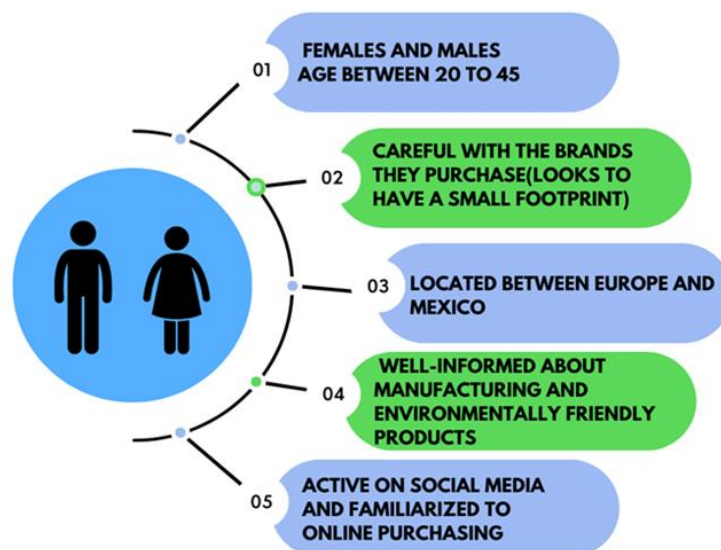 01
FEMALES AND MALES
AGE BETWEEN 20 TO 45
02
CAREFUL WITH THE BRANDS
THEY PURCHASE(LOOKS TO
HAVE A SMALL FOOTPRINT)
03
LOCATED BETWEEN EUROPE AND
MEXICO
04
WELL-INFORMED ABOUT
MANUFACTURING AND
ENVIRONMENTALLY FRIENDLY
PRODUCTS
05
ACTIVE ON SOCIAL MEDIA
AND FAMILIARIZED TO
ONLINE PURCHASING